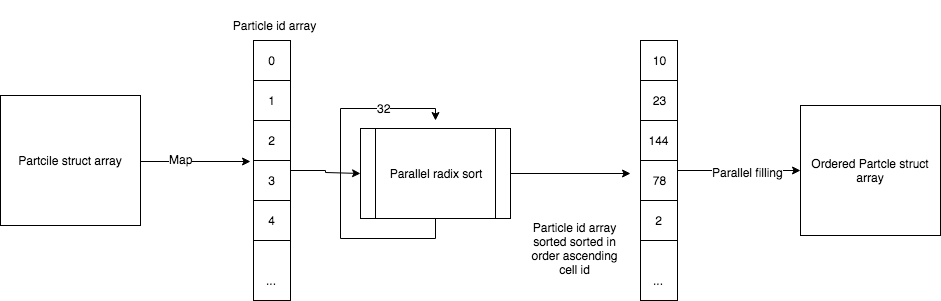 Particle id array
Partcile struct array
Map
0
1
2
3
4
...
32
Parallel radix sort
Particle id array
sorted sorted in
order ascending
cell id
10
23
144
78
2
...
Parallel filling
Ordered Partcle struct
array